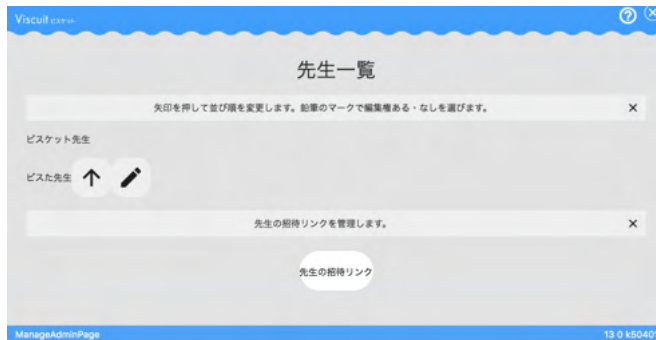 Viscuit ビスケット
先生一覧
矢印を押して並び順を変更します。鉛筆のマークで編集権ある・なしを選びます。
ビスケット先生
ビスた先生
先生の招待リンクを管理します。
先生の招待リンク
ManageAdminPage
13 0 k5040